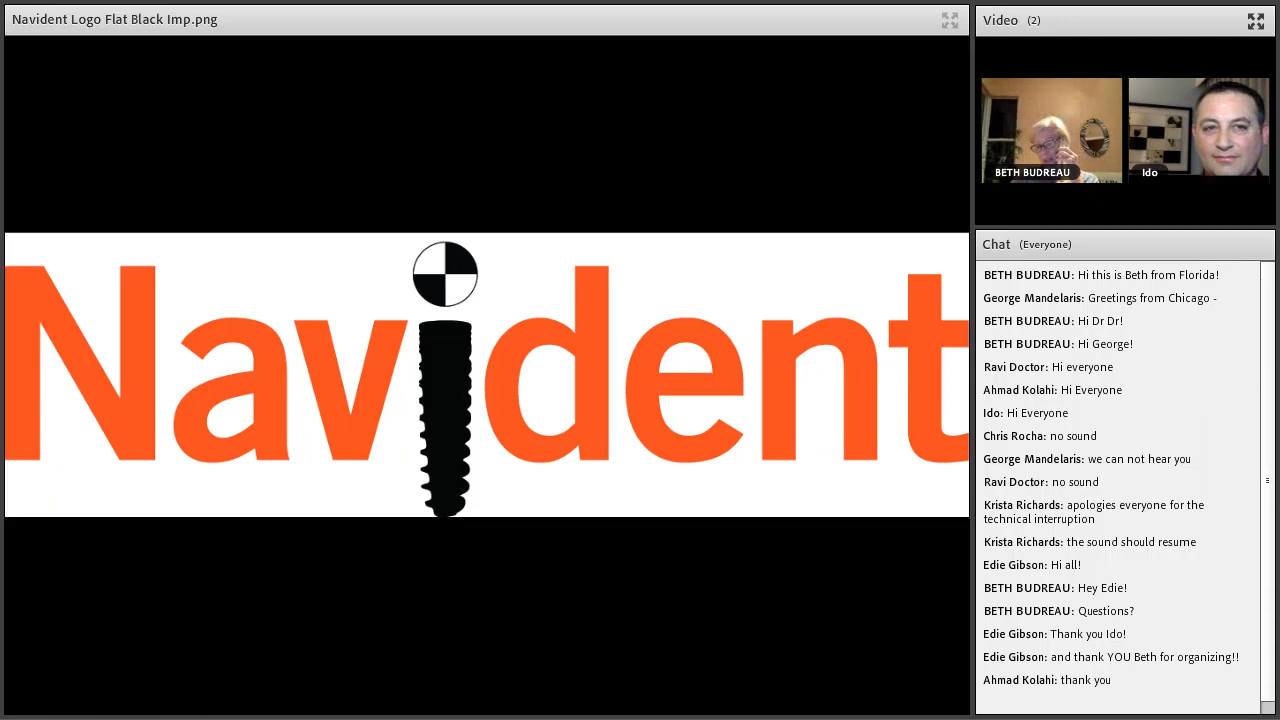 Navident Logo Flat Black Imp.png
Navident
Video (2)
BETH BUDREAU
Ido
Chat (Everyone)
BETH BUDREAU: Hi this is Beth from Florida!
George Mandelaris: Greetings from Chicago -
BETH BUDREAU: Hi Dr Dr!
BETH BUDREAU: Hi George!
Ravi Doctor: Hi everyone
Ahmad Kolahi: Hi Everyone
Ido: Hi Everyone
Chris Rocha: no sound
George Mandelaris: we can not hear you
Ravi Doctor: no sound
Krista Richards: apologies everyone for the
technical interruption
Krista Richards: the sound should resume
Edie Gibson: Hi all!
BETH BUDREAU: Hey Edie!
BETH BUDREAU: Questions?
Edie Gibson: Thank you Ido!
Edie Gibson: and thank YOU Beth for organizing!!
Ahmad Kolahi: thank you